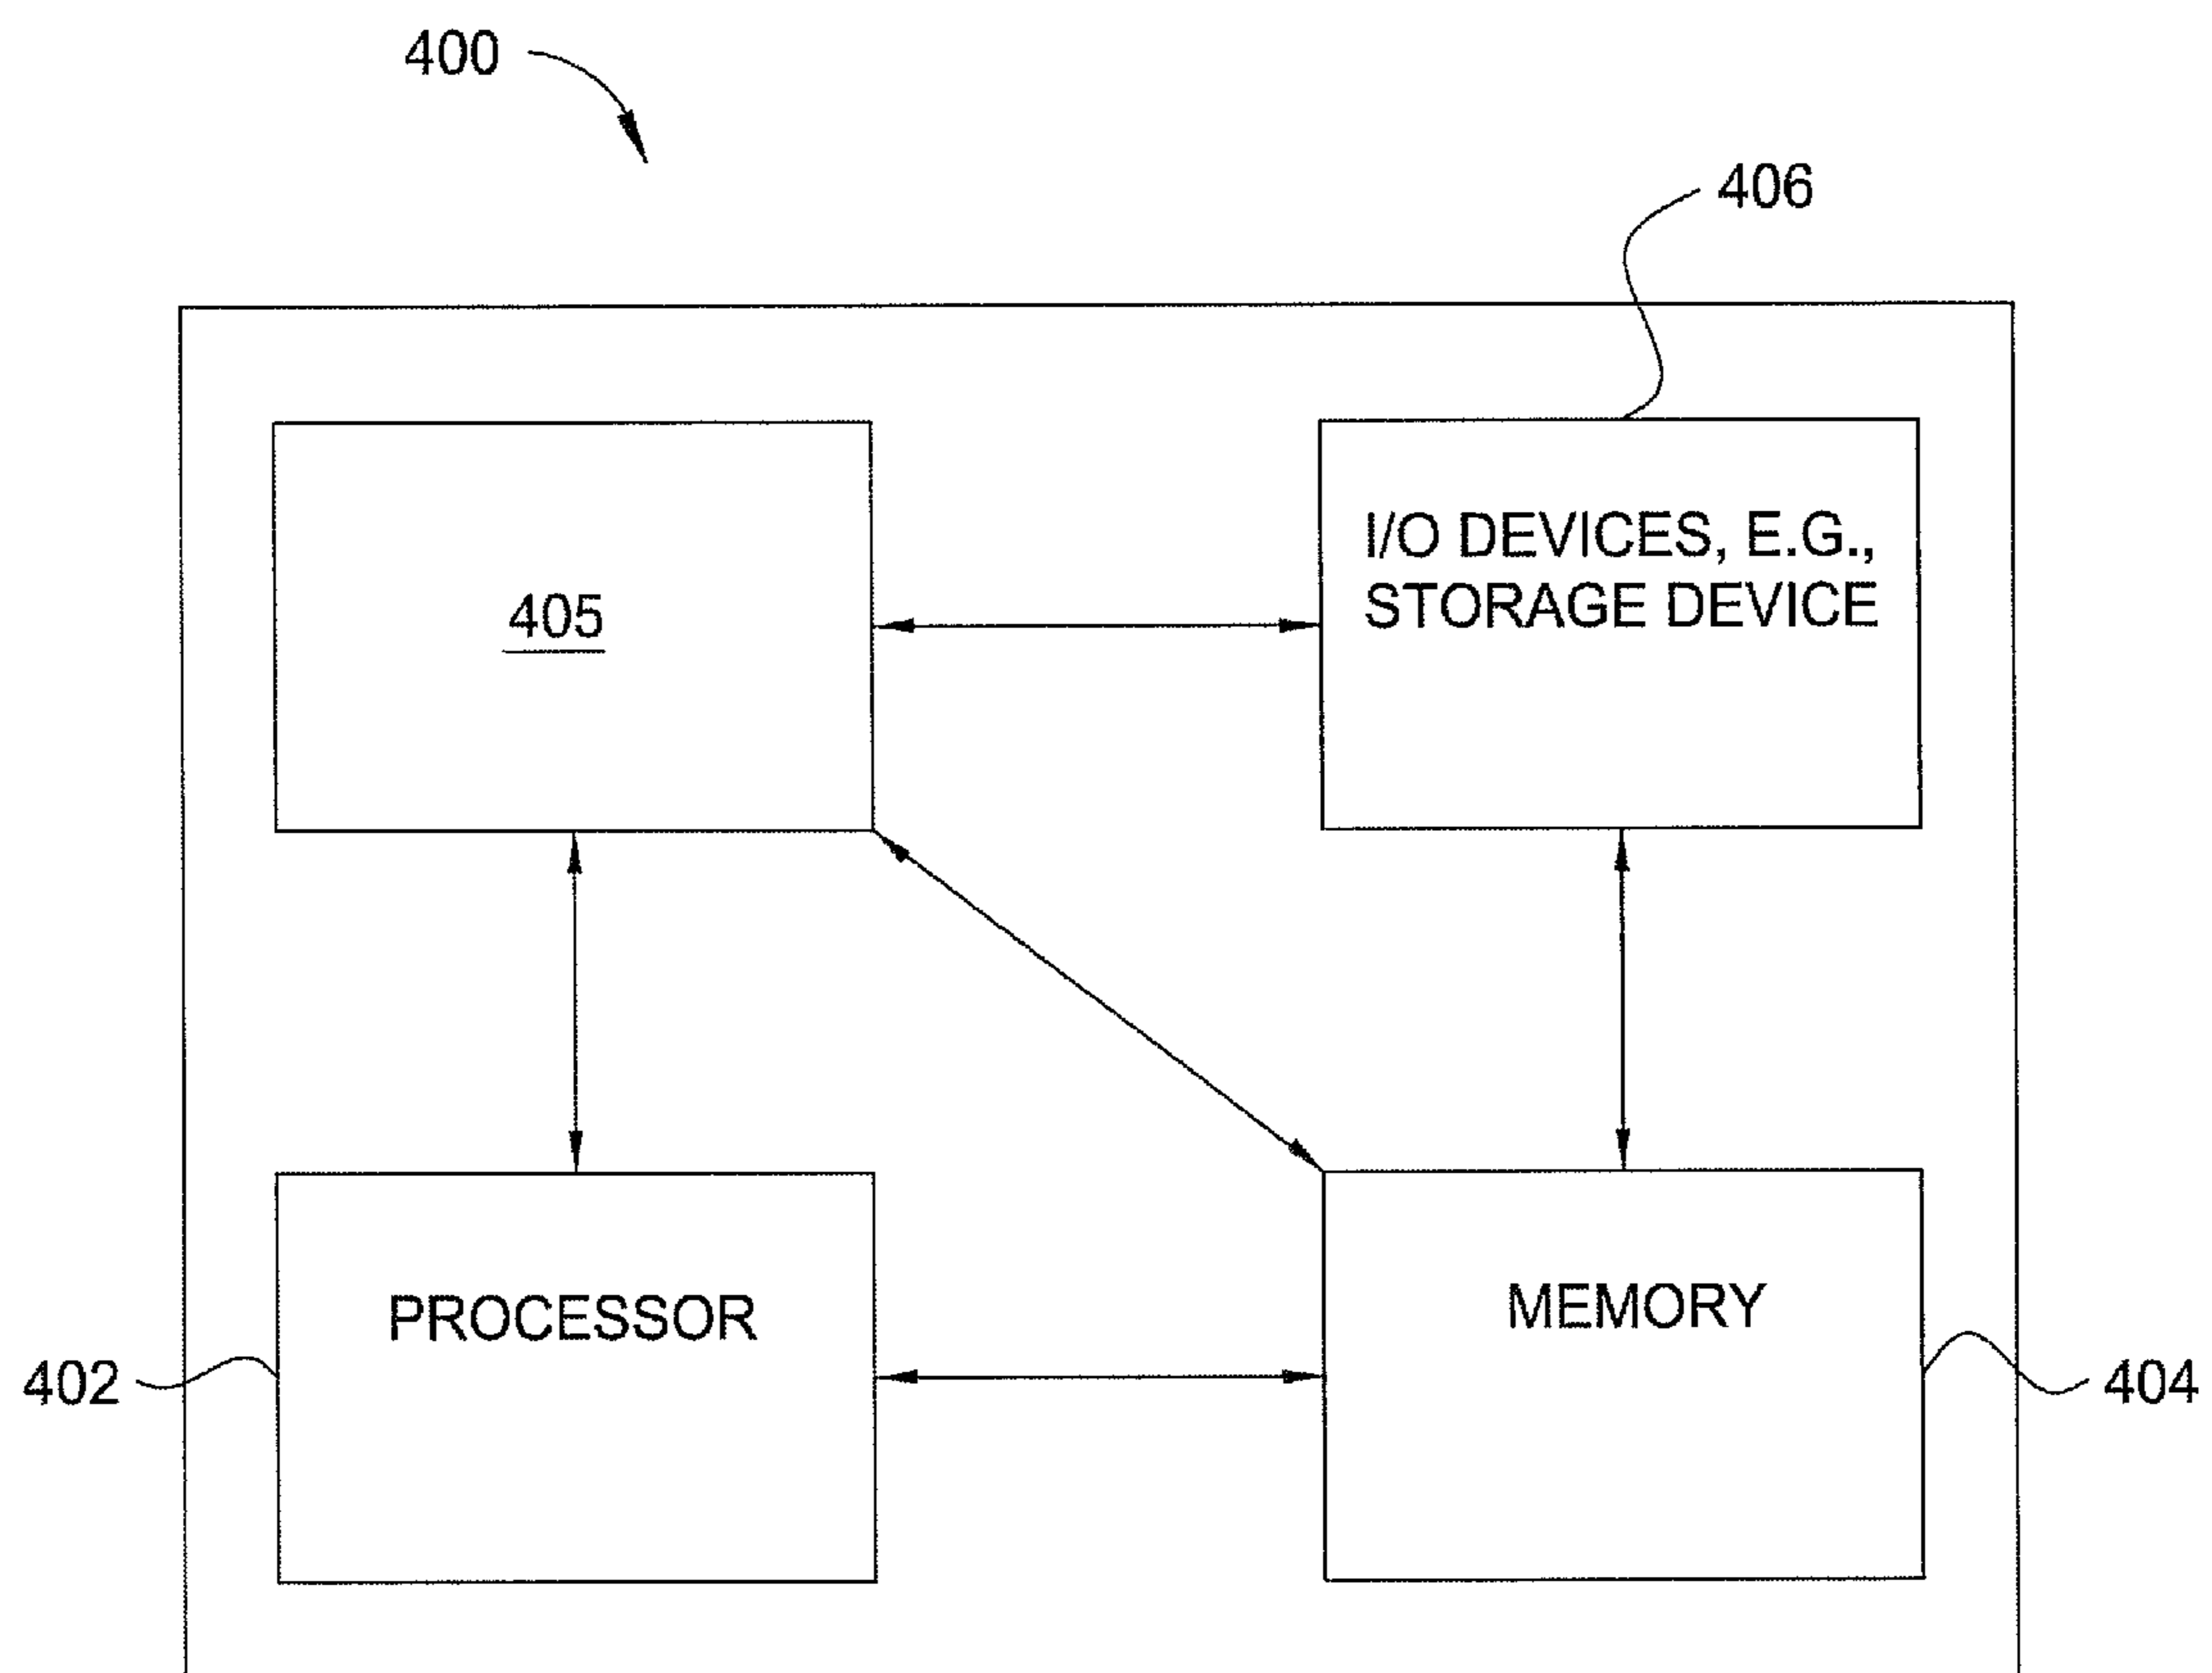 400
406
405
I/O DEVICES, E.G.,
STORAGE DEVICE
PROCESSOR
MEMORY
402
404